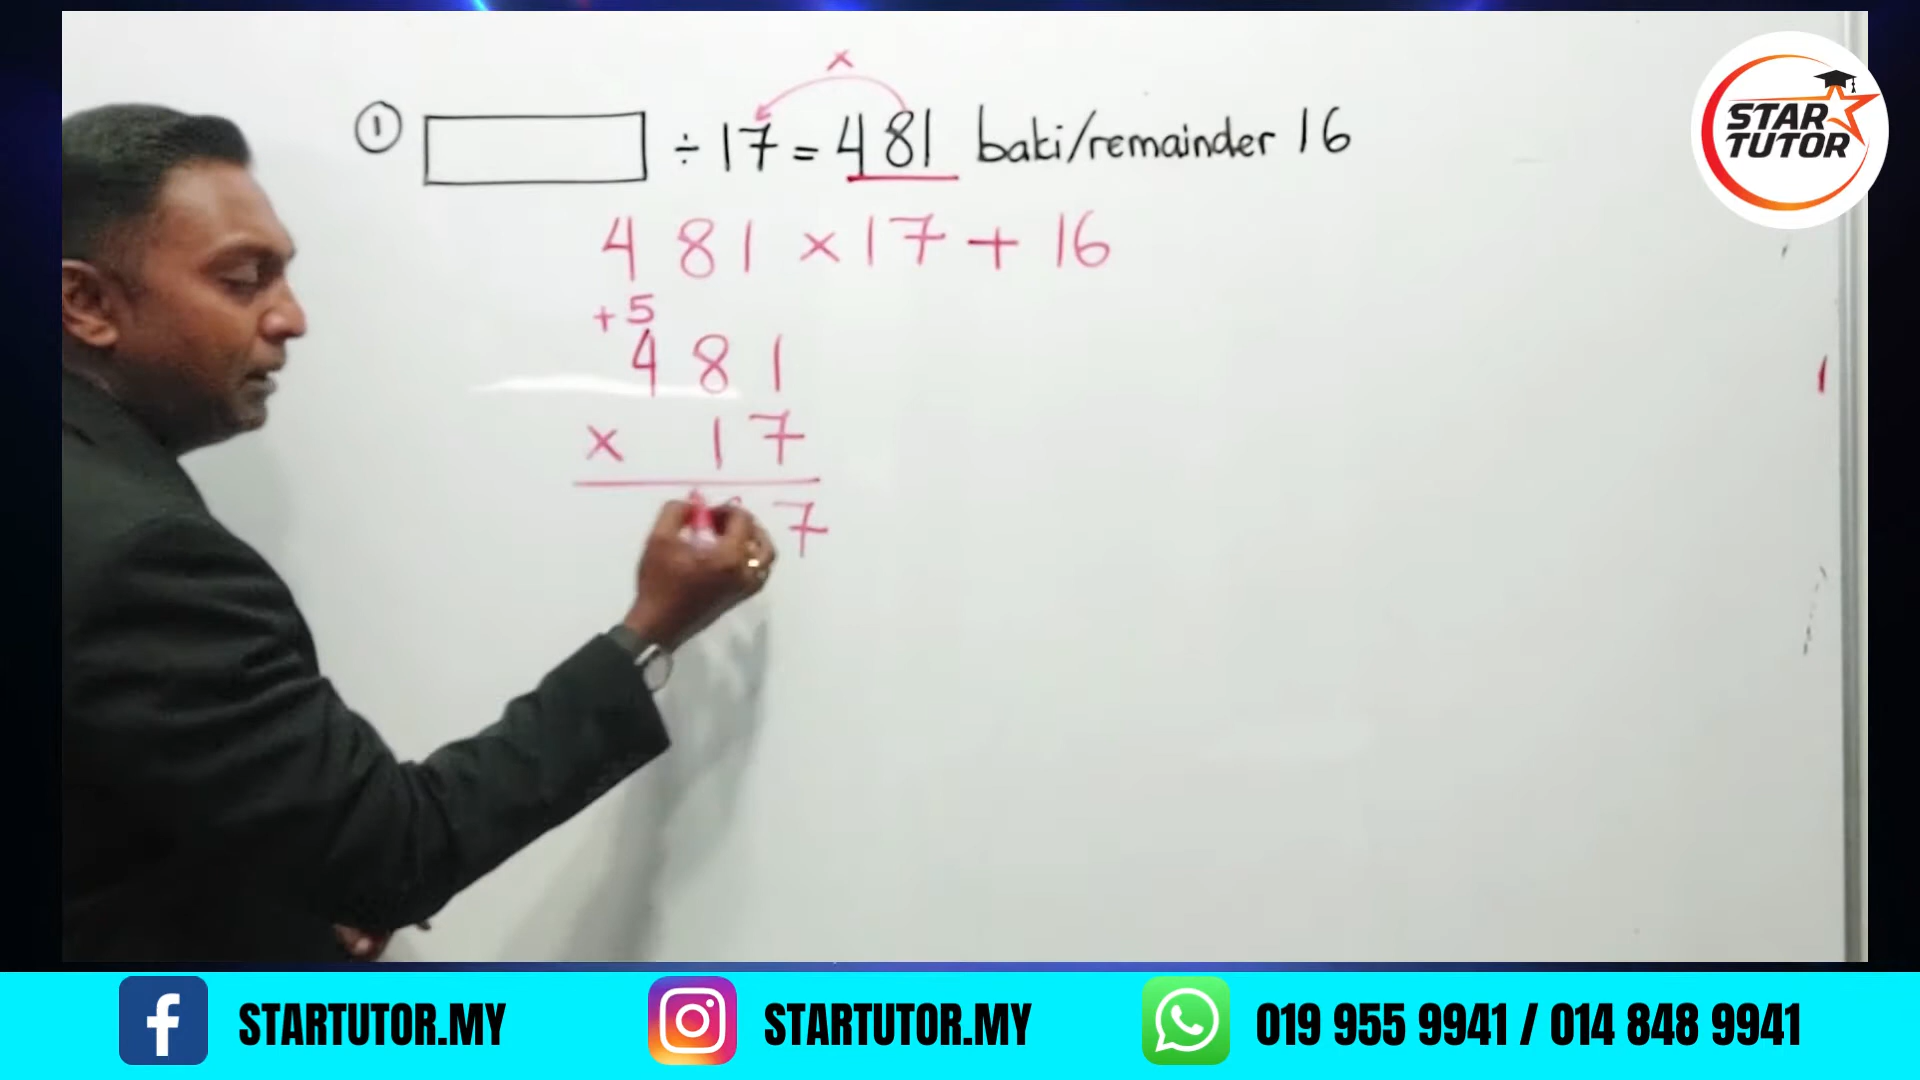 ① ÷ 17 = 481 baki/remainder 16
x
481 x 17 + 16
+5
481
x 17
7
STAR
TUTOR
STARTUTOR.MY
STARTUTOR.MY
019 955 9941 / 014 848 9941